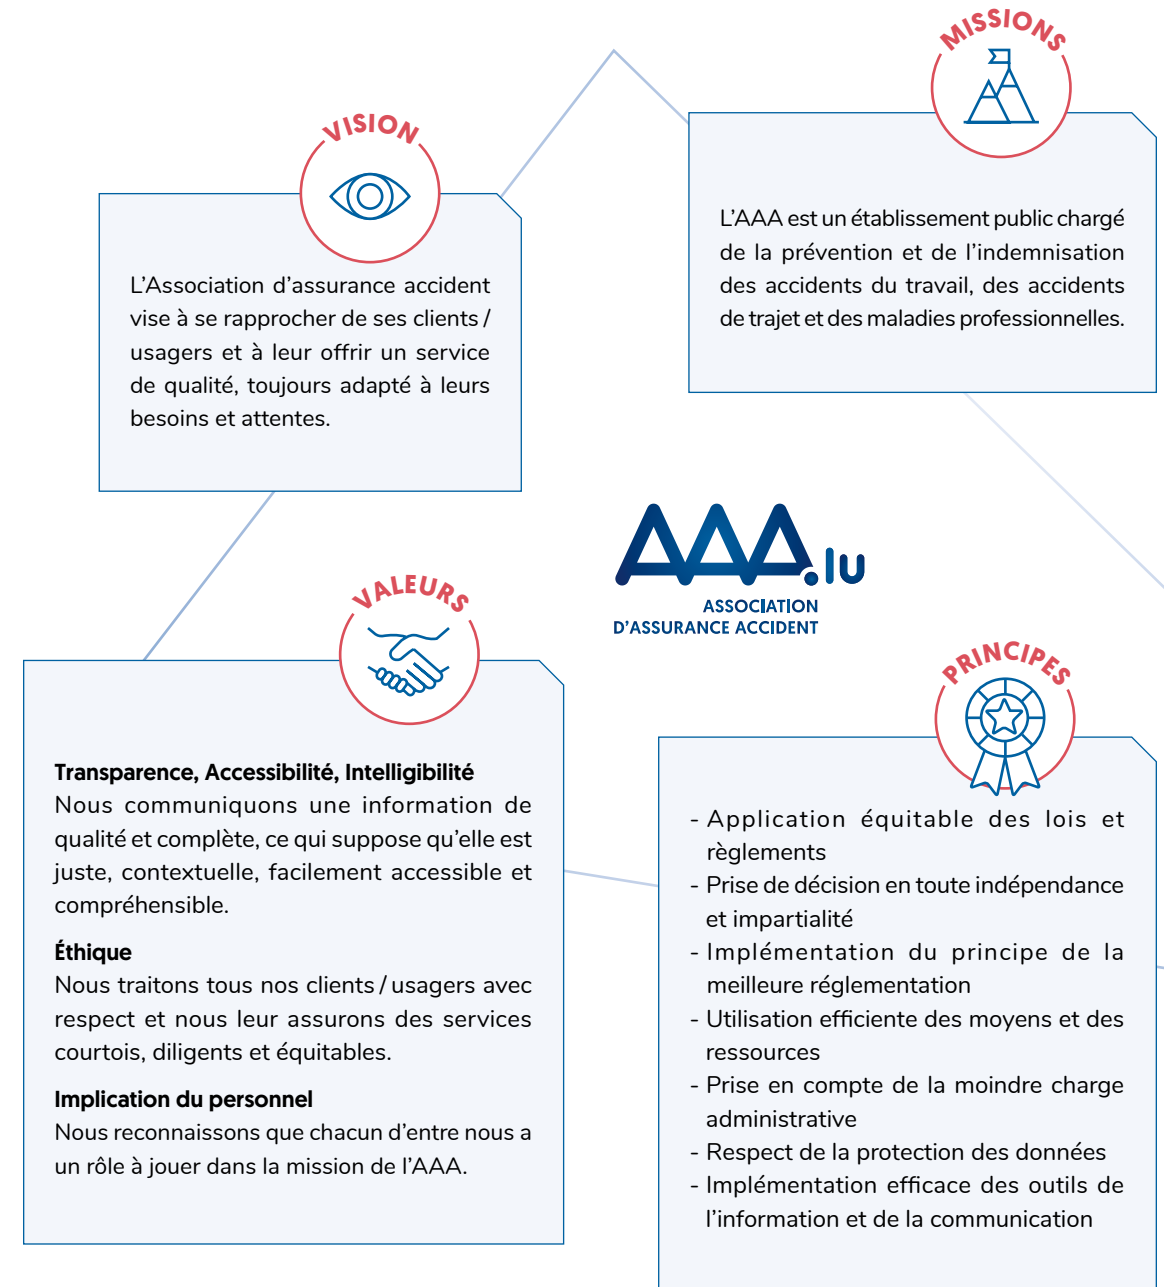 VISION
L’Association d’assurance accident
vise à se rapprocher de ses clients /
usagers et à leur offrir un service
de qualité, toujours adapté à leurs
besoins et attentes.
MISSIONS
L’AAA est un établissement public chargé
de la prévention et de l’indemnisation
des accidents du travail, des accidents
de trajet et des maladies professionnelles.
AAA.lu
ASSOCIATION
D’ASSURANCE ACCIDENT
VALEURS
Transparence, Accessibilité, Intelligibilité
Nous communiquons une information de
qualité et complète, ce qui suppose qu’elle est
juste, contextuelle, facilement accessible et
compréhensible.
Éthique
Nous traitons tous nos clients / usagers avec
respect et nous leur assurons des services
courtois, diligents et équitables.
Implication du personnel
Nous reconnaissons que chacun d’entre nous a
un rôle à jouer dans la mission de l’AAA.
PRINCIPES
- Application équitable des lois et
règlements
- Prise de décision en toute indépendance
et impartialité
- Implémentation du principe de la
meilleure réglementation
- Utilisation efficiente des moyens et des
ressources
- Prise en compte de la moindre charge
administrative
- Respect de la protection des données
- Implémentation efficace des outils de
l’information et de la communication